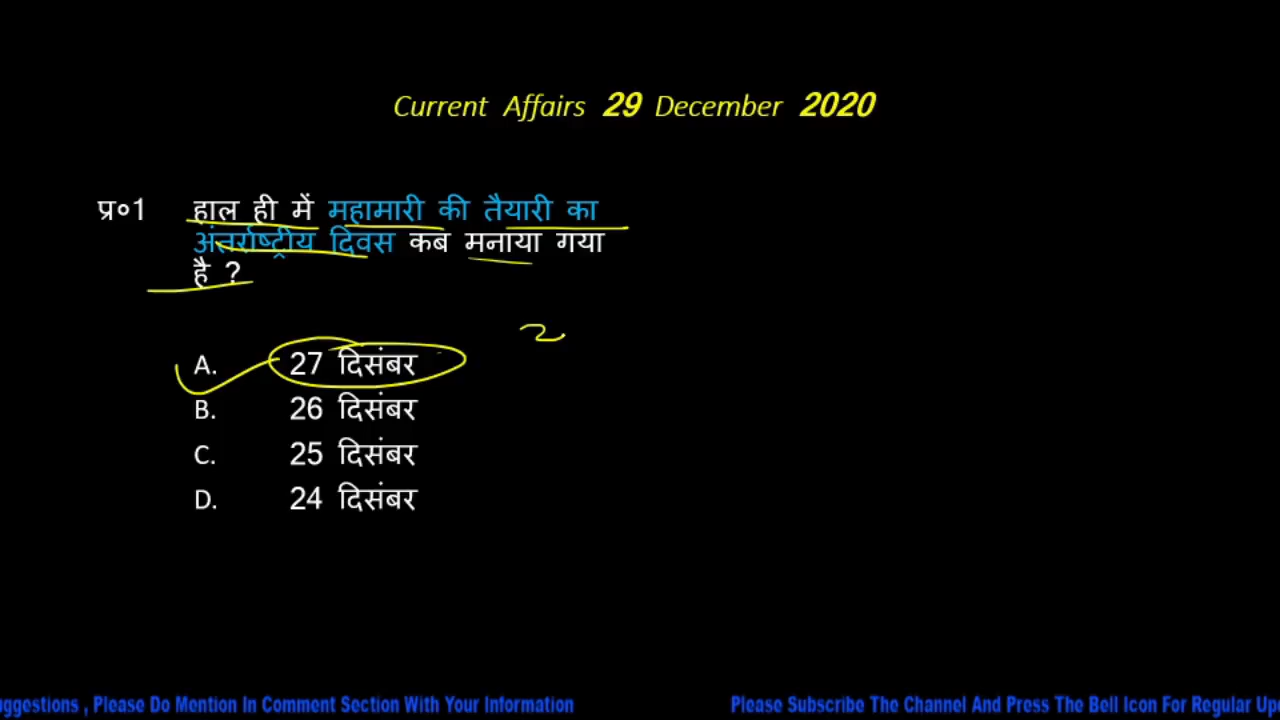 Current Affairs 29 December 2020
प्र०1 हाल ही में महामारी की तैयारी का
अंतर्राष्ट्रीय दिवस कब मनाया गया
है ?
2
A. 27 दिसंबर
B. 26 दिसंबर
C. 25 दिसंबर
D. 24 दिसंबर
uggestions , Please Do Mention In Comment Section With Your Information Please Subscribe The Channel And Press The Bell Icon For Regular Up